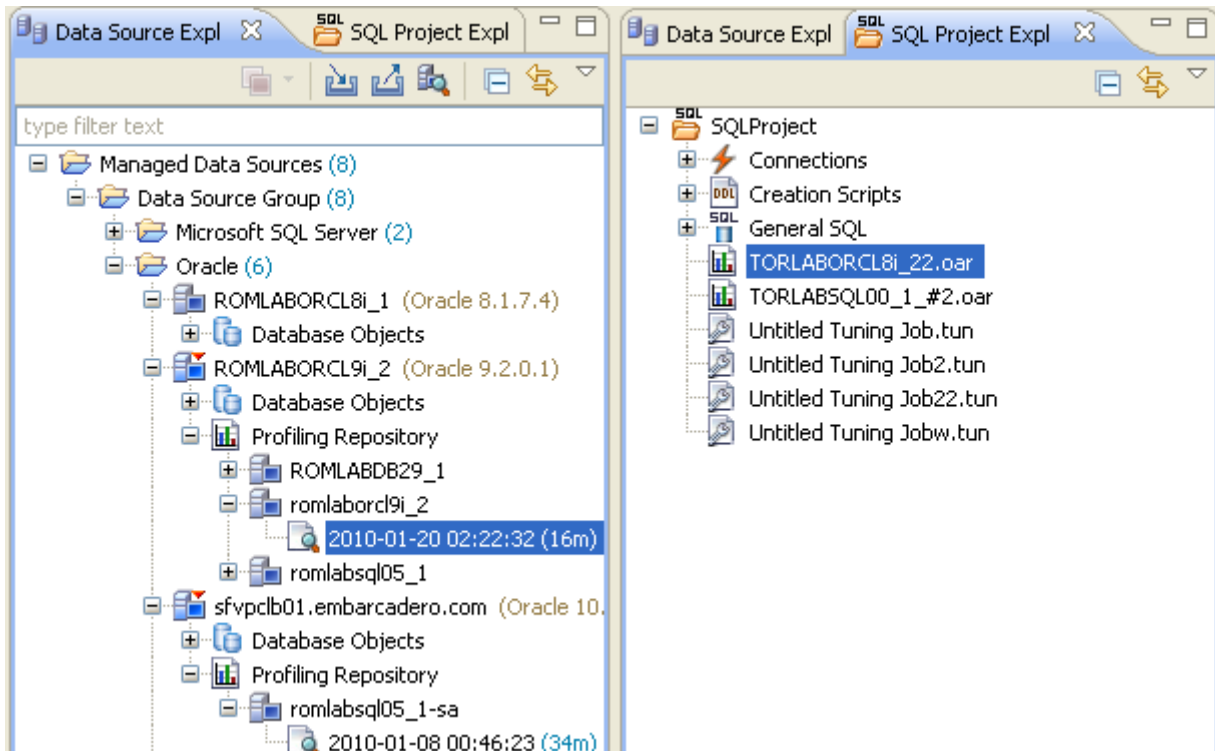 Data Source Expl
SQL SQL Project Expl
type filter text
Managed Data Sources (8)
Data Source Group (8)
Microsoft SQL Server (2)
Oracle (6)
ROMLABORCL8i_1 (Oracle 8.1.7.4)
Database Objects
ROMLABORCL9i_2 (Oracle 9.2.0.1)
Database Objects
Profiling Repository
ROMLABDB29_1
romlaborcl9i_2
2010-01-20 02:22:32 (16m)
romlabsql05_1
sfvpclb01.embarcadero.com (Oracle 10.
Database Objects
Profiling Repository
romlabsql05_1-sa
2010-01-08 00:46:23 (34m)
Data Source Expl
SQL SQL Project Expl
SQL SQLProject
Connections
DDL Creation Scripts
SQL General SQL
TORLABORCL8i_22.oar
TORLABSQL00_1_#2.oar
Untitled Tuning Job.tun
Untitled Tuning Job2.tun
Untitled Tuning Job22.tun
Untitled Tuning Jobw.tun